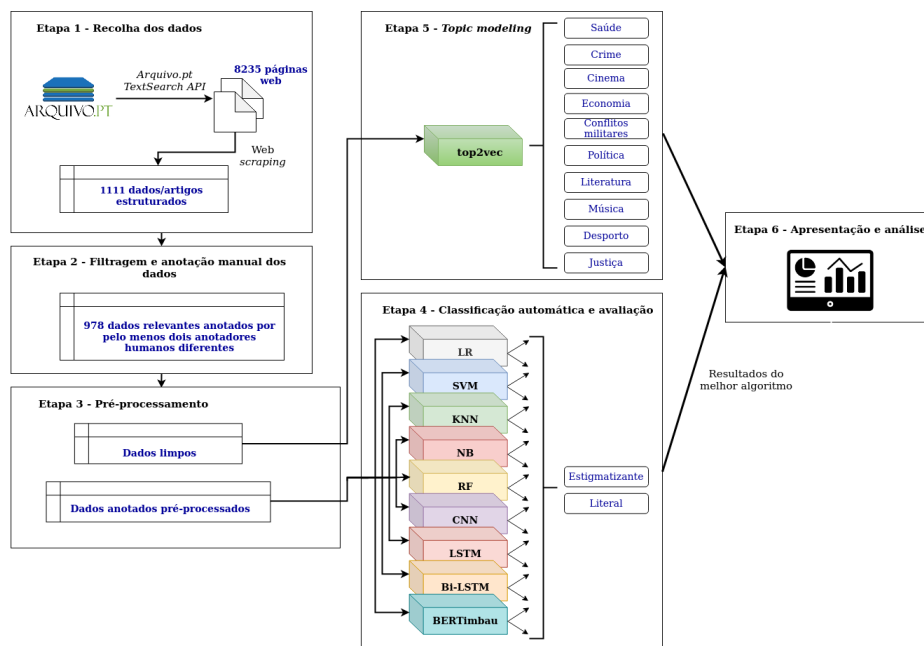 Etapa 1 - Recolha dos dados
Arquivo.pt
TextSearch API
8235 páginas
web
ARQUIVO.PT
Web
scraping
1111 dados/artigos
estruturados
Etapa 2 - Filtragem e anotação manual dos
dados
978 dados relevantes anotados por
pelo menos dois anotadores
humanos diferentes
Etapa 3 - Pré-processamento
Dados limpos
Dados anotados pré-processados
Etapa 5 - Topic modeling
top2vec
Saúde
Crime
Cinema
Economia
Conflitos
militares
Política
Literatura
Música
Desporto
Justiça
Etapa 4 - Classificação automática e avaliação
LR
SVM
KNN
NB
RF
CNN
LSTM
Bi-LSTM
BERTimbau
Estigmatizante
Literal
Resultados do
melhor algoritmo
Etapa 6 - Apresentação e análise